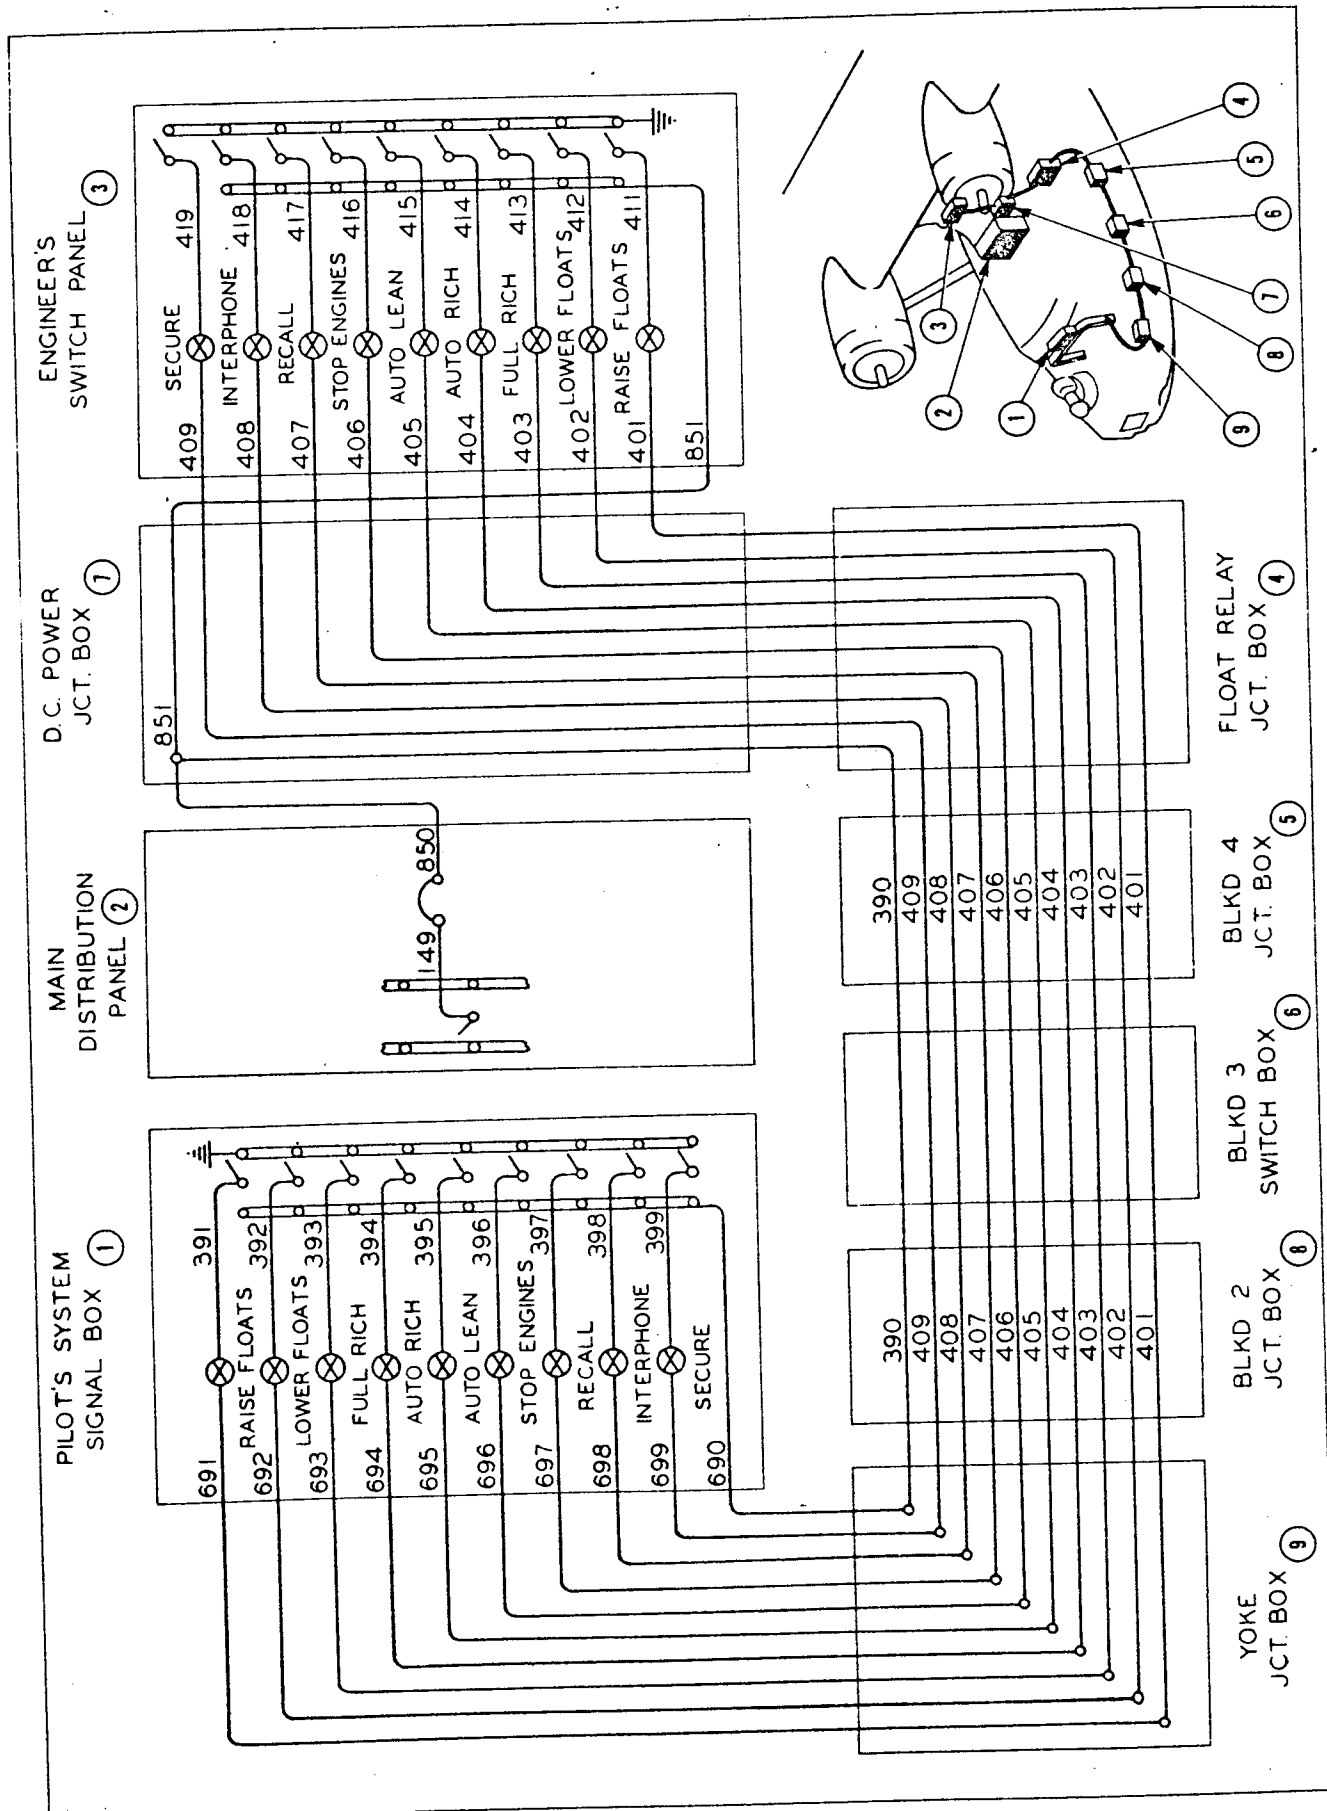 PILOT'S SYSTEM
SIGNAL BOX 1
691
391
RAISE FLOATS
692
392
LOWER FLOATS
693
393
FULL RICH
694
394
AUTO RICH
695
395
AUTO LEAN
696
396
STOP ENGINES
697
397
RECALL
698
398
INTERPHONE
699
399
SECURE
690
MAIN
DISTRIBUTION
PANEL 2
149
850
D.C. POWER
JCT. BOX 7
851
ENGINEER'S
SWITCH PANEL 3
SECURE
409
419
INTERPHONE
408
418
RECALL
407
417
STOP ENGINES
406
416
AUTO LEAN
405
415
AUTO RICH
404
414
FULL RICH
403
413
LOWER FLOATS
402
412
RAISE FLOATS
401
411
851
390
409
408
407
406
405
404
403
402
401
390
409
408
407
406
405
404
403
402
401
YOKE
JCT. BOX 9
BLKD 2
JCT. BOX 8
BLKD 3
SWITCH BOX 6
BLKD 4
JCT. BOX 5
FLOAT RELAY
JCT. BOX 4
1
2
3
4
5
6
7
8
9